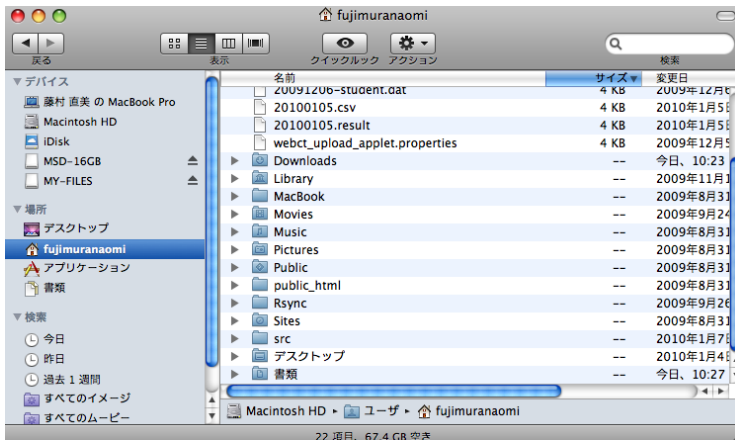 fujimuranaomi
戻る 表示 クイックルック アクション 検索
▼デバイス
藤村 直美 の MacBook Pro
Macintosh HD
iDisk
MSD-16GB
MY-FILES
▼場所
デスクトップ
fujimuranaomi
アプリケーション
書類
▼検索
今日
昨日
過去 1 週間
すべてのイメージ
すべてのムービー
名前 サイズ 変更日
20091206-student.dat 4 KB 2009年12月6
20100105.csv 4 KB 2010年1月5日
20100105.result 4 KB 2010年1月5日
webct_upload_applet.properties 4 KB 2009年12月5
Downloads -- 今日、10:23
Library -- 2009年11月1
MacBook -- 2009年8月31
Movies -- 2009年9月24
Music -- 2009年8月31
Pictures -- 2009年8月31
Public -- 2009年8月31
public_html -- 2009年8月31
Rsync -- 2009年9月26
Sites -- 2009年8月31
src -- 2010年1月7日
デスクトップ -- 2010年1月4日
書類 -- 今日、10:27
Macintosh HD ▸ ユーザ ▸ fujimuranaomi
22 項目、67.4 GB 空き